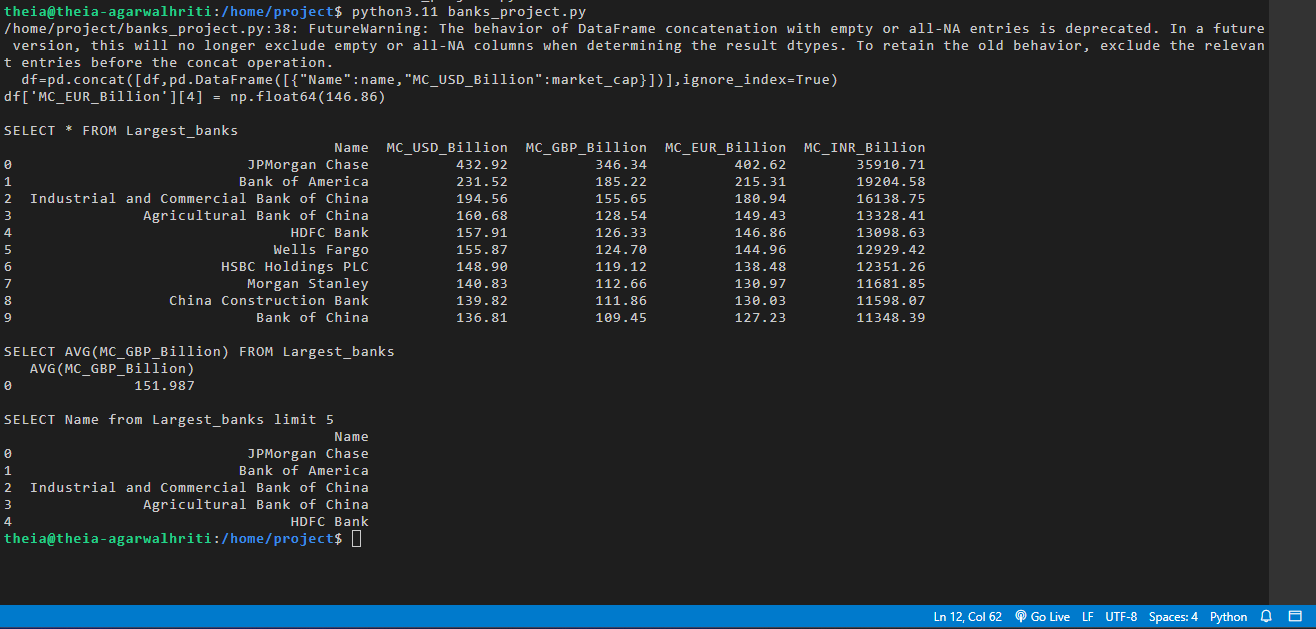 theia@theia-agarwalhriti:/home/project$ python3.11 banks_project.py
/home/project/banks_project.py:38: FutureWarning: The behavior of DataFrame concatenation with empty or all-NA entries is deprecated. In a future
version, this will no longer exclude empty or all-NA columns when determining the result dtypes. To retain the old behavior, exclude the relevan
t entries before the concat operation.
df=pd.concat([df,pd.DataFrame([{"Name":name,"MC_USD_Billion":market_cap}])],ignore_index=True)
df['MC_EUR_Billion'][4] = np.float64(146.86)
SELECT * FROM Largest_banks
Name MC_USD_Billion MC_GBP_Billion MC_EUR_Billion MC_INR_Billion
0 JPMorgan Chase 432.92 346.34 402.62 35910.71
1 Bank of America 231.52 185.22 215.31 19204.58
2 Industrial and Commercial Bank of China 194.56 155.65 180.94 16138.75
3 Agricultural Bank of China 160.68 128.54 149.43 13328.41
4 HDFC Bank 157.91 126.33 146.86 13098.63
5 Wells Fargo 155.87 124.70 144.96 12929.42
6 HSBC Holdings PLC 148.90 119.12 138.48 12351.26
7 Morgan Stanley 140.83 112.66 130.97 11681.85
8 China Construction Bank 139.82 111.86 130.03 11598.07
9 Bank of China 136.81 109.45 127.23 11348.39
SELECT AVG(MC_GBP_Billion) FROM Largest_banks
AVG(MC_GBP_Billion)
0 151.987
SELECT Name from Largest_banks limit 5
Name
0 JPMorgan Chase
1 Bank of America
2 Industrial and Commercial Bank of China
3 Agricultural Bank of China
4 HDFC Bank
theia@theia-agarwalhriti:/home/project$
Ln 12, Col 62 Go Live LF UTF-8 Spaces: 4 Python